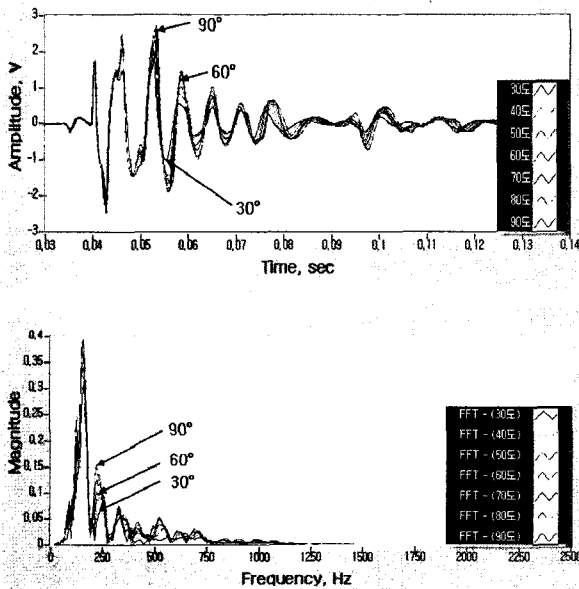 3
2
1
0
-1
-2
-3
Amplitude, V
90°
60°
30°
30도
40도
50도
60도
70도
80도
90도
0,03 0,04 0,05 0,06 0,07 0,08 0,09 0,1 0,11 0,12 0,13 0,14
Time, sec
0,4
0,35
0,3
0,25
0,2
0,15
0,1
0,05
0
Magnitude
90°
60°
30°
FFT - (30도)
FFT - (40도)
FFT - (50도)
FFT - (60도)
FFT - (70도)
FFT - (80도)
FFT - (90도)
0 250 500 750 1000 1250 1500 1750 2000 2250 2500
Frequency, Hz